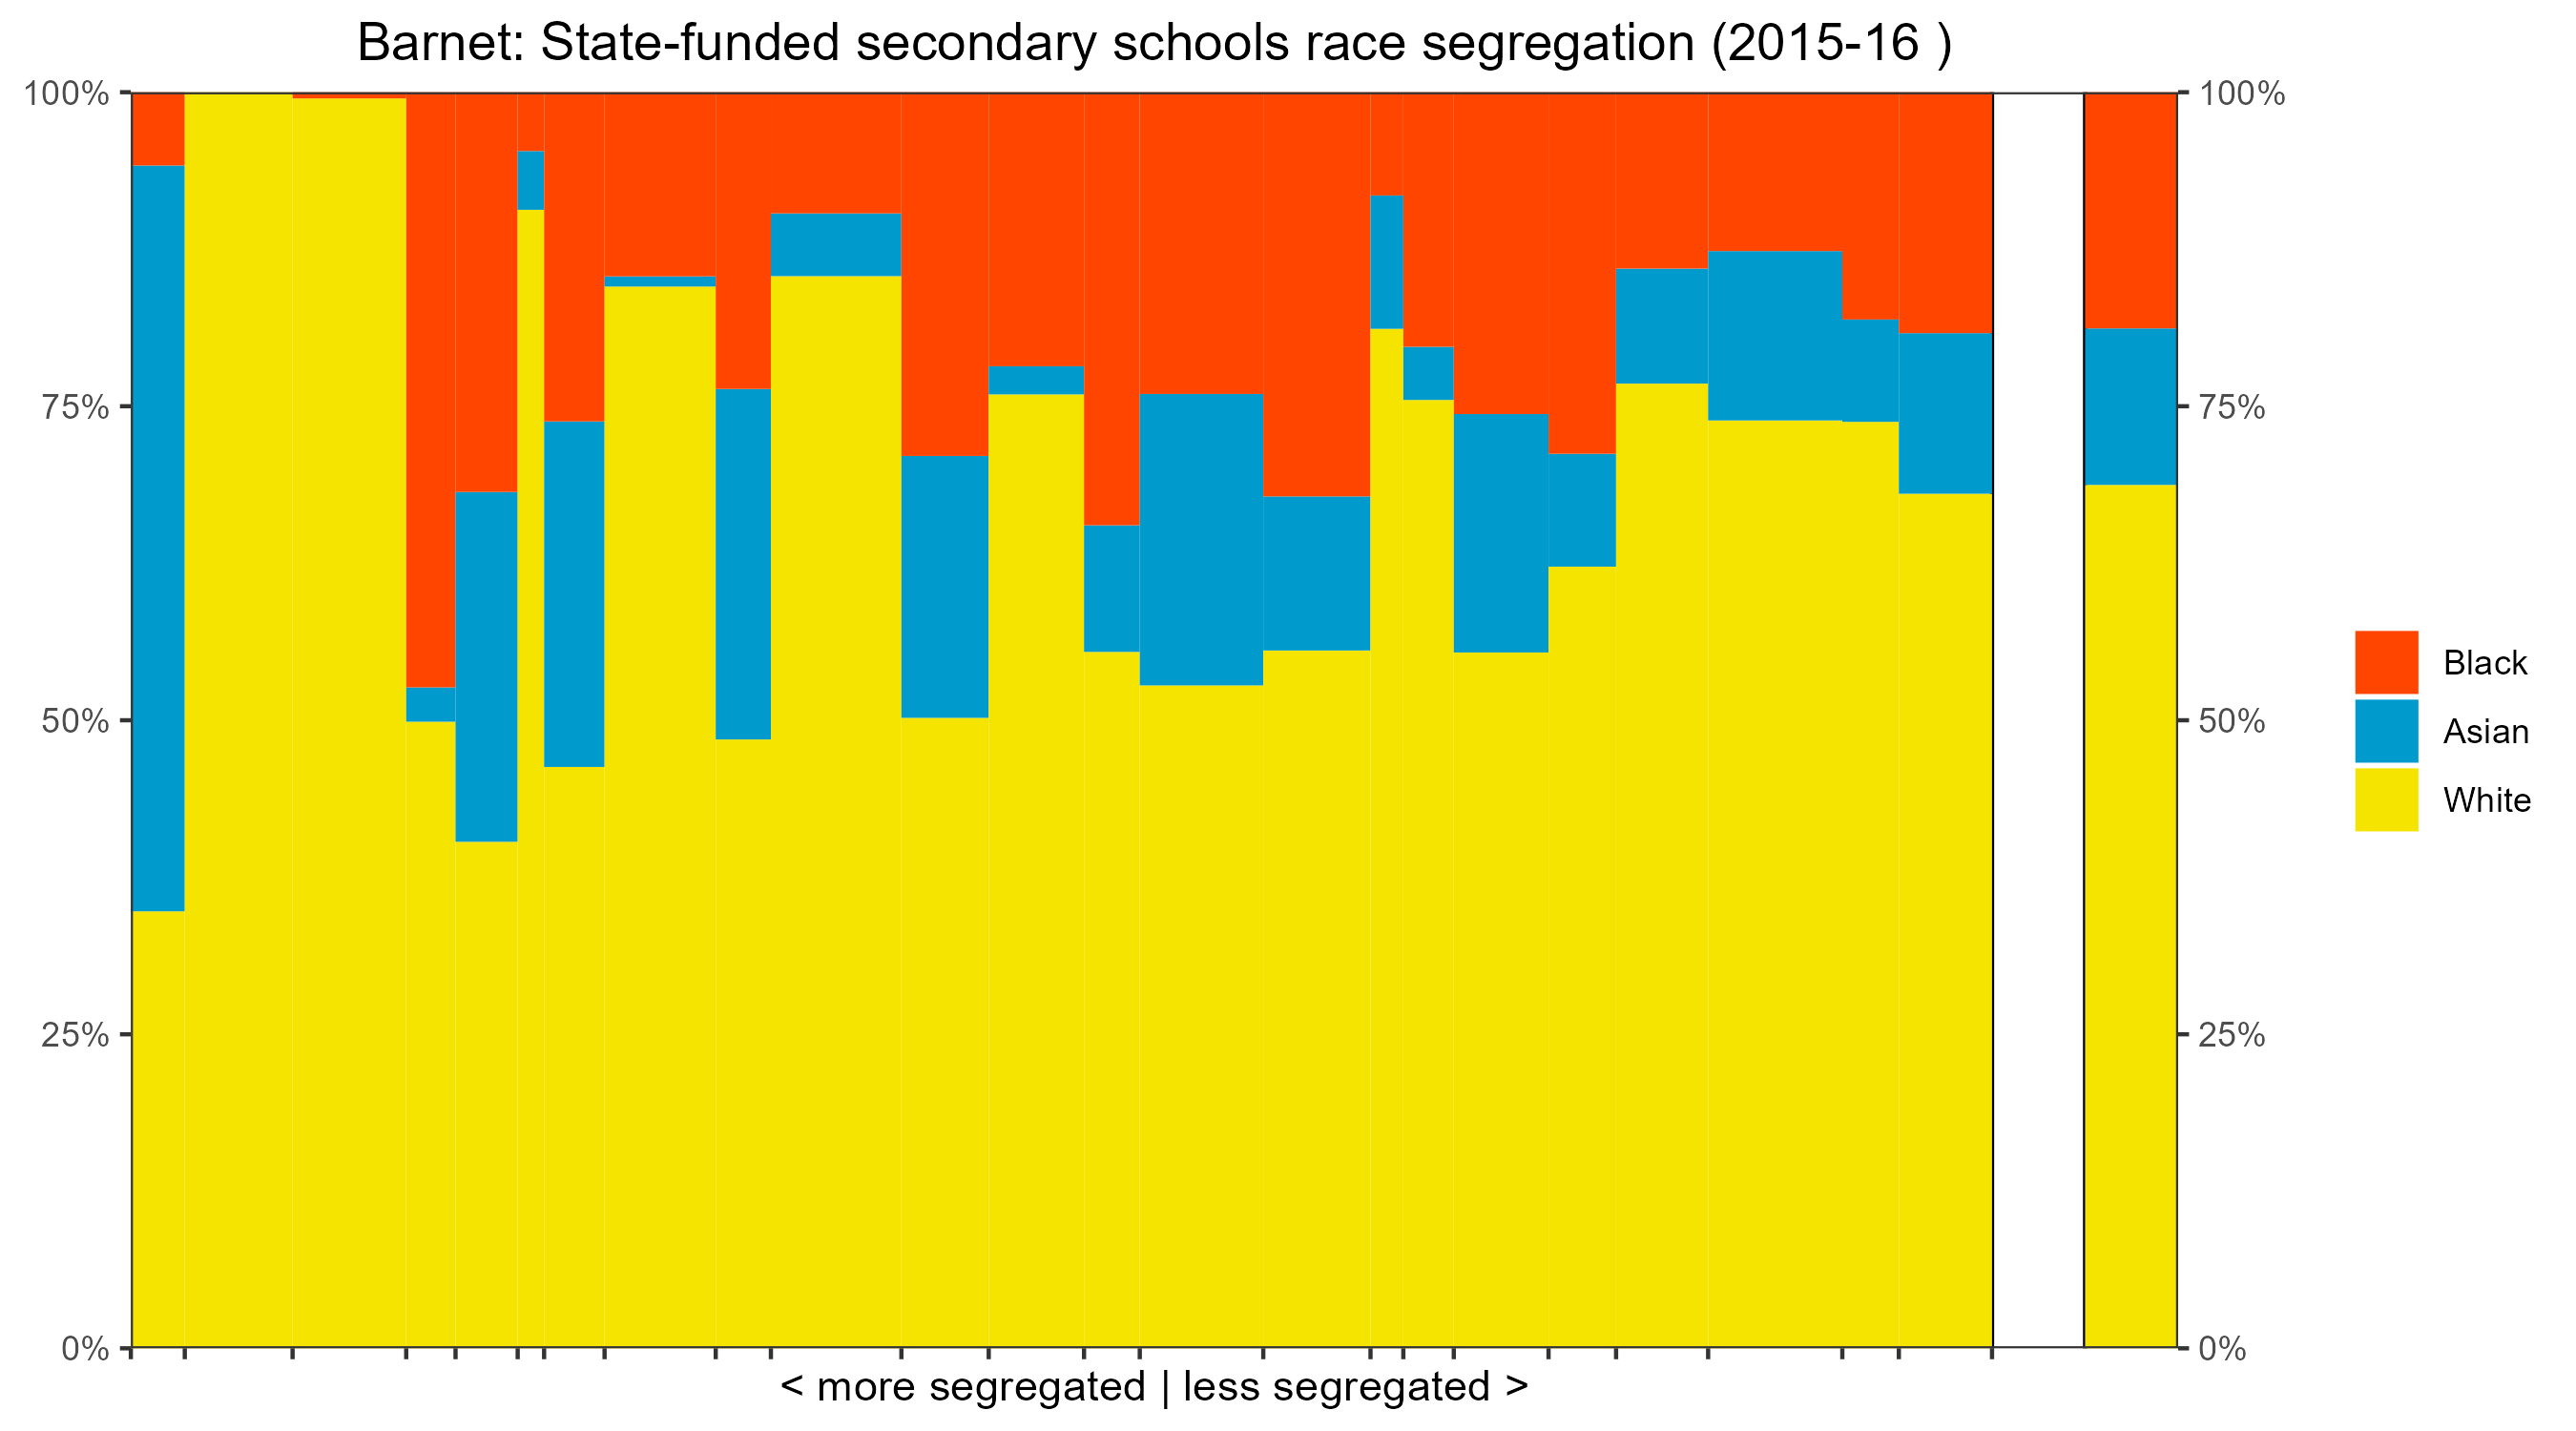 Barnet: State-funded secondary schools race segregation (2015-16 )
100%
75%
50%
25%
0%
100%
75%
50%
25%
0%
Black
Asian
White
< more segregated | less segregated >